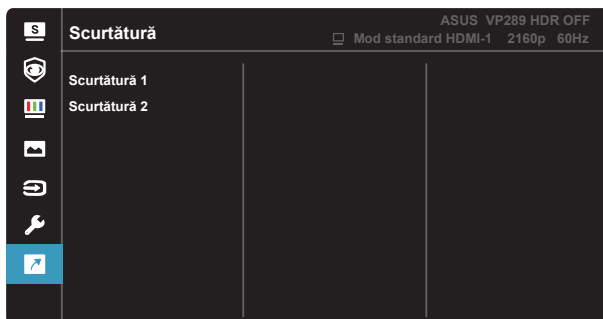 S
Scurtătură
ASUS VP289 HDR OFF
Mod standard HDMI-1 2160p 60Hz
Scurtătură 1
Scurtătură 2